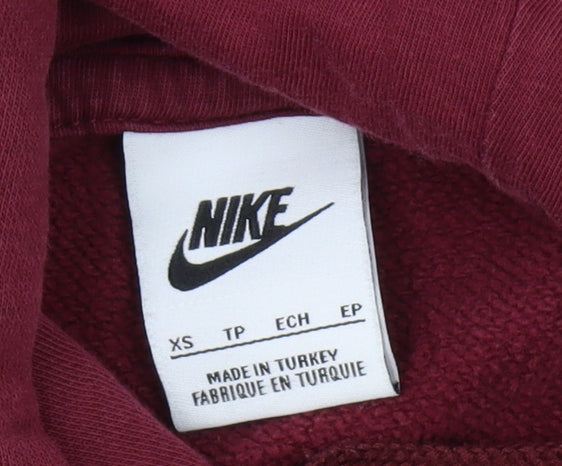 NIKE
XS TP ECH EP
MADE IN TURKEY
FABRIQUE EN TURQUIE